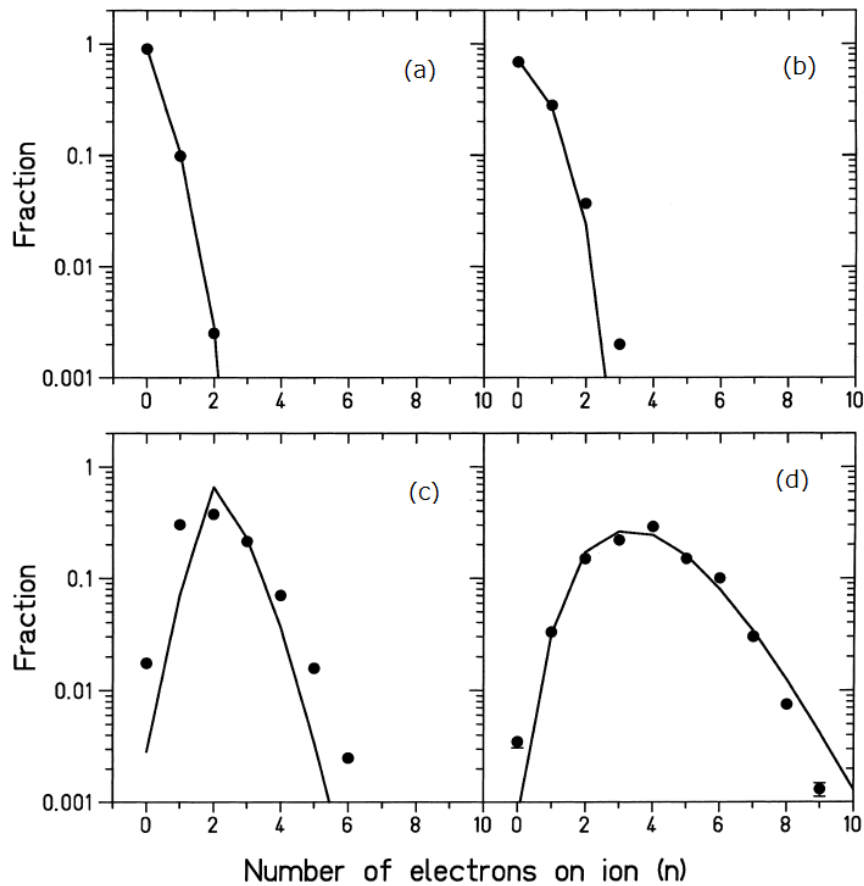 (a)
(b)
Fraction
1
0.1
0.01
0.001
0 2 4 6 8 10 0 2 4 6 8 10
(c)
(d)
Fraction
1
0.1
0.01
0.001
0 2 4 6 8 10 0 2 4 6 8 10
Number of electrons on ion (n)